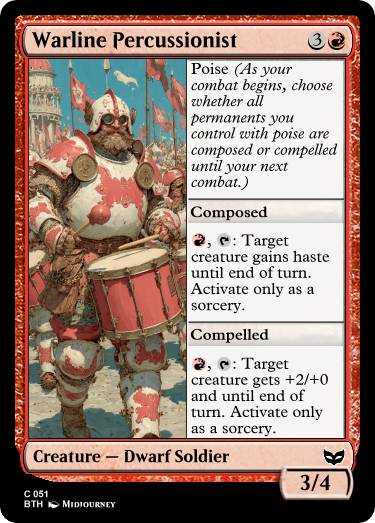 Warline Percussionist 3
Poise (As your
combat begins, choose
whether all
permanents you
control with poise are
composed or compelled
until your next
combat.)
Composed
, : Target
creature gains haste
until end of turn.
Activate only as a
sorcery.
Compelled
, : Target
creature gets +2/+0
and until end of
turn. Activate only
as a sorcery.
Creature — Dwarf Soldier
3/4
C 051
BTH Midjourney